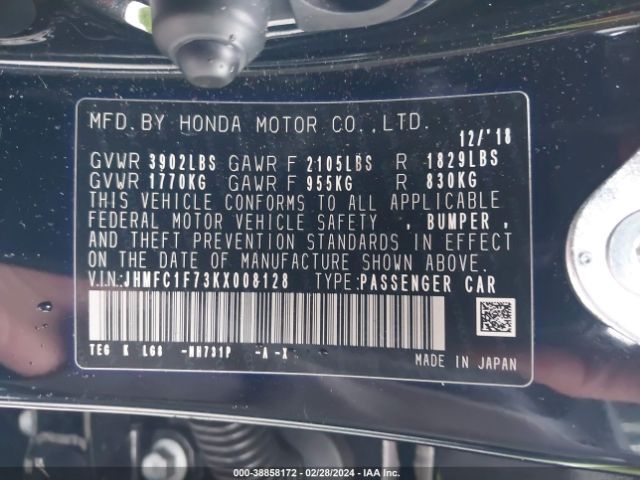 MFD. BY HONDA MOTOR CO.,LTD. 12/'18
GVWR 3902LBS GAWR F 2105LBS R 1829LBS
GVWR 1770KG GAWR F 955KG R 830KG
THIS VEHICLE CONFORMS TO ALL APPLICABLE
FEDERAL MOTOR VEHICLE SAFETY , BUMPER ,
AND THEFT PREVENTION STANDARDS IN EFFECT
ON THE DATE OF MANUFACTURE SHOWN ABOVE.
V.IN.:JHMFC1F73KX008128 TYPE:PASSENGER CAR
TEG K LG8 -NH731P -A -X
MADE IN JAPAN
000-38858172 | 02/28/2024 | IAA Inc.